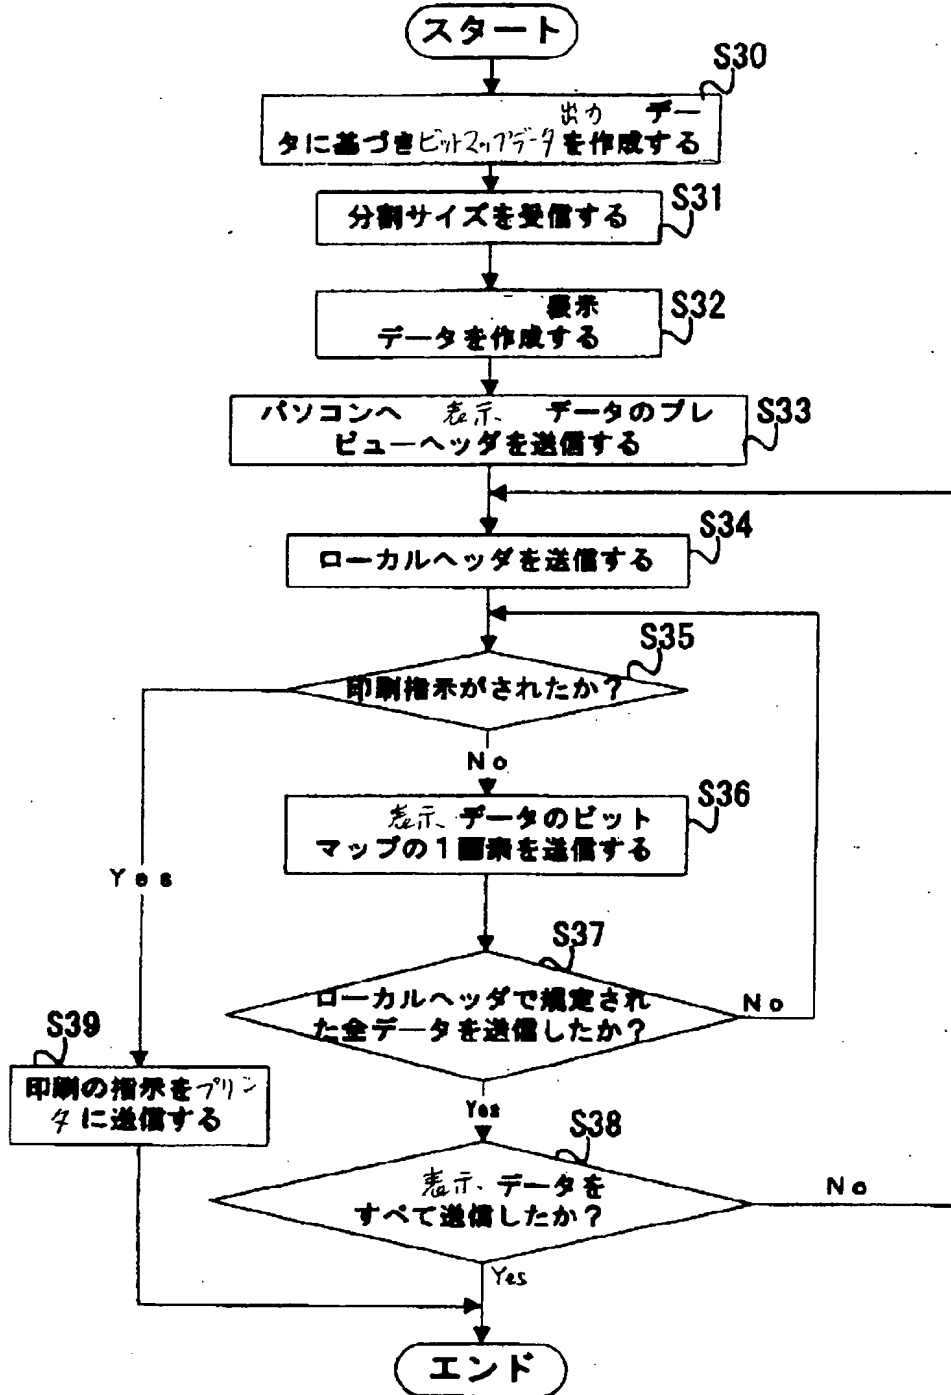 スタート
S30
出力 デー
タに基づきビットマップデータを作成する
S31
分割サイズを受信する
S32
表示
データを作成する
S33
パソコンへ 表示 データのプレ
ビューヘッダを送信する
S34
ローカルヘッダを送信する
S35
印刷指示がされたか？
No
Yes
S36
表示 データのビット
マップの１画素を送信する
S37
ローカルヘッダで規定され
た全データを送信したか？
No
Yes
S39
印刷の指示をプリン
タに送信する
S38
表示 データを
すべて送信したか？
No
Yes
エンド